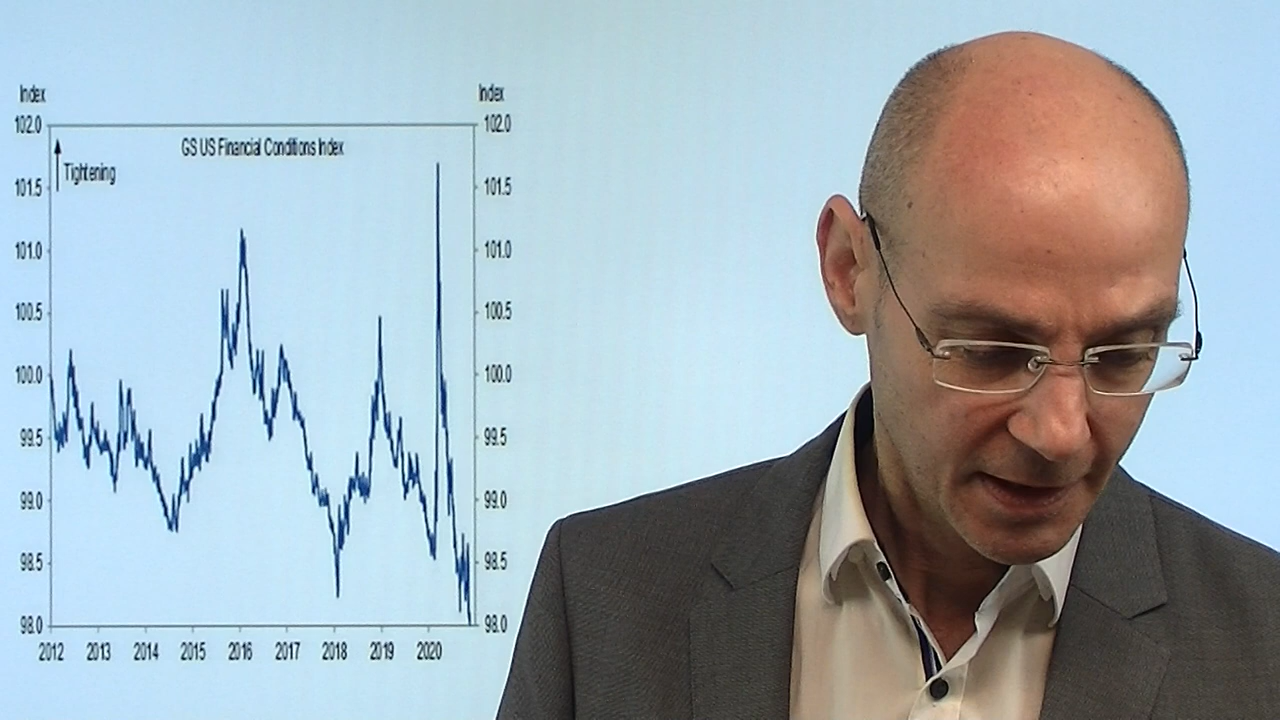 Index Index
102.0 102.0
GS US Financial Conditions Index
Tightening
101.5 101.5
101.0 101.0
100.5 100.5
100.0 100.0
99.5 99.5
99.0 99.0
98.5 98.5
98.0 98.0
2012 2013 2014 2015 2016 2017 2018 2019 2020